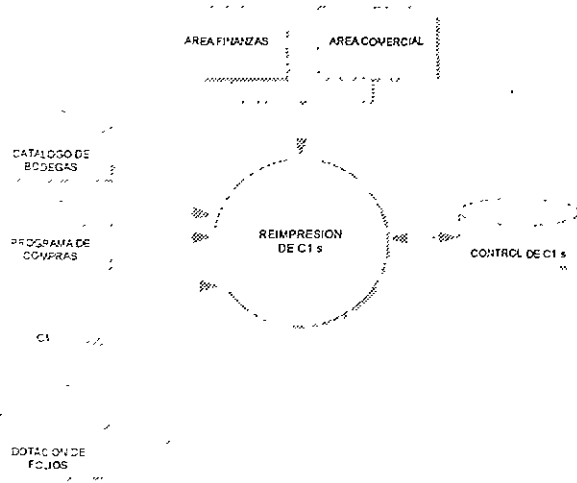 AREA FINANZAS
AREA COMERCIAL
CATALOGO DE
BODEGAS
REIMPRESION
DE C1 s
PROGRAMA DE
COMPRAS
CONTROL DE C1 s
C1
DOTACION DE
FOLIOS